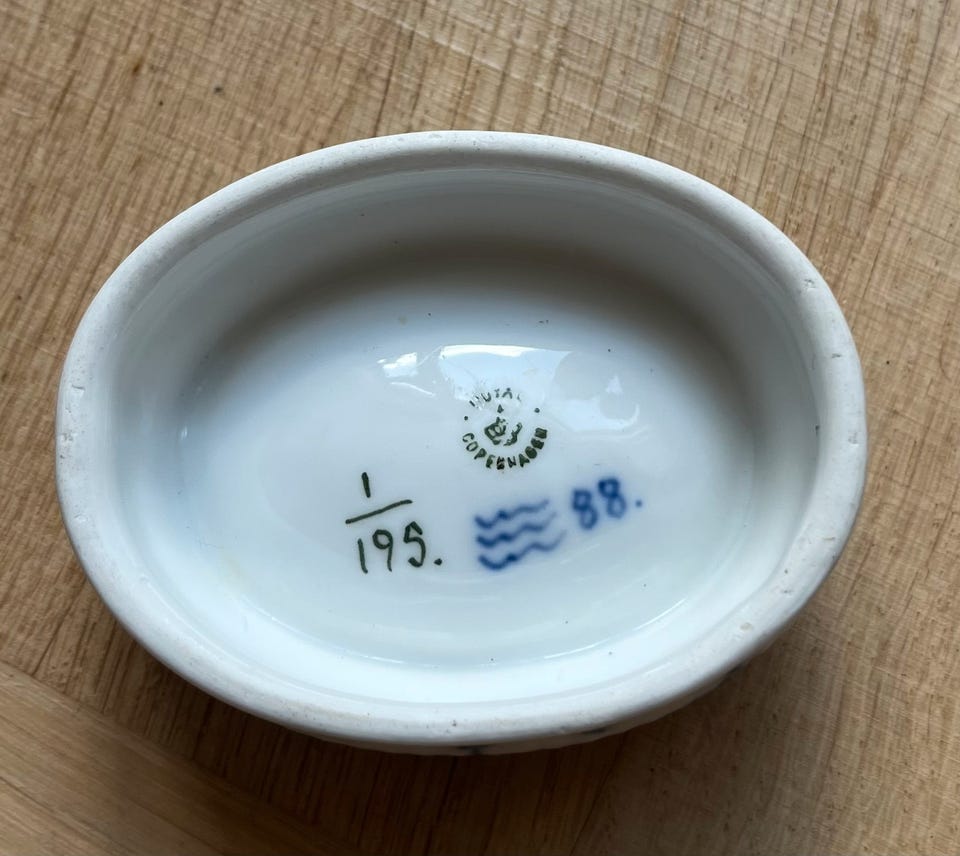 ROYAL
COPENHAGEN
1
195.
88.